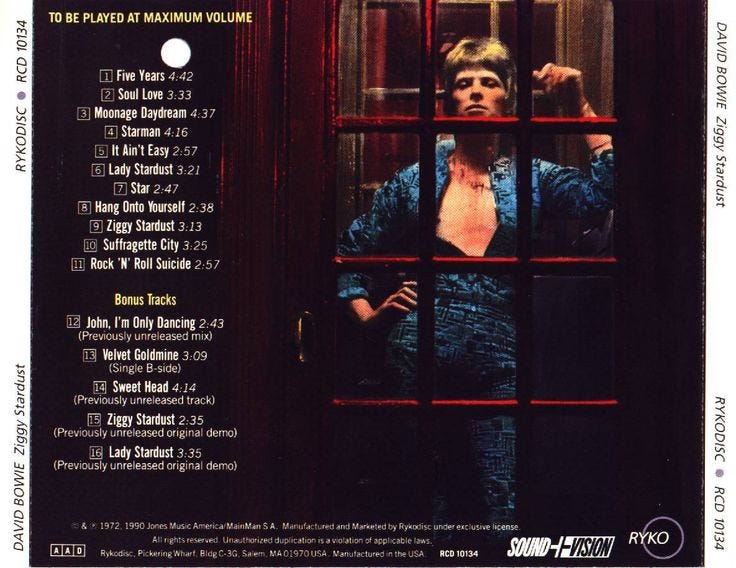 TO BE PLAYED AT MAXIMUM VOLUME
1 Five Years 4:42
2 Soul Love 3:33
3 Moonage Daydream 4:37
4 Starman 4:16
5 It Ain't Easy 2:57
6 Lady Stardust 3:21
7 Star 2:47
8 Hang Onto Yourself 2:38
9 Ziggy Stardust 3:13
10 Suffragette City 3:25
11 Rock 'N' Roll Suicide 2:57
Bonus Tracks
12 John, I'm Only Dancing 2:43
(Previously unreleased mix)
13 Velvet Goldmine 3:09
(Single B-side)
14 Sweet Head 4:14
(Previously unreleased track)
15 Ziggy Stardust 2:35
(Previously unreleased original demo)
16 Lady Stardust 3:35
(Previously unreleased original demo)
© & ℗ 1972, 1990 Jones Music America/MainMan S.A. Manufactured and Marketed by Rykodisc under exclusive license.
All rights reserved. Unauthorized duplication is a violation of applicable laws.
AAD Rykodisc, Pickering Wharf, Bldg C-3G, Salem, MA 01970 USA. Manufactured in the USA. RCD 10134
SOUND+VISION
RYKO
DAVID BOWIE Ziggy Stardust
RYKODISC ● RCD 10134
DAVID BOWIE Ziggy Stardust
RYKODISC ● RCD 10134